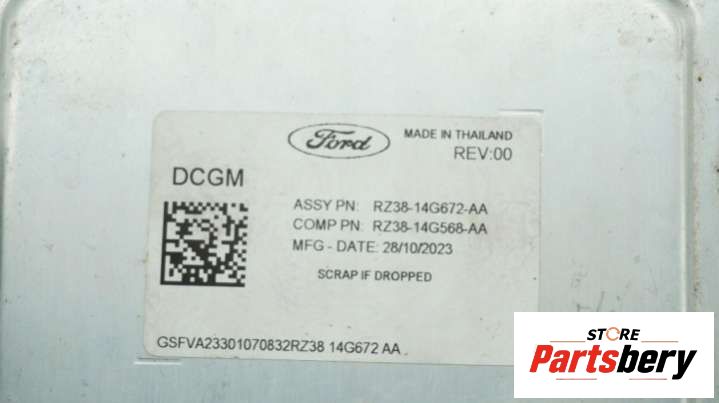 Ford
MADE IN THAILAND
REV:00
DCGM
ASSY PN: RZ38-14G672-AA
COMP PN: RZ38-14G568-AA
MFG - DATE: 28/10/2023
SCRAP IF DROPPED
GSFVA23301070832RZ38 14G672 AA
STORE
Partsbery